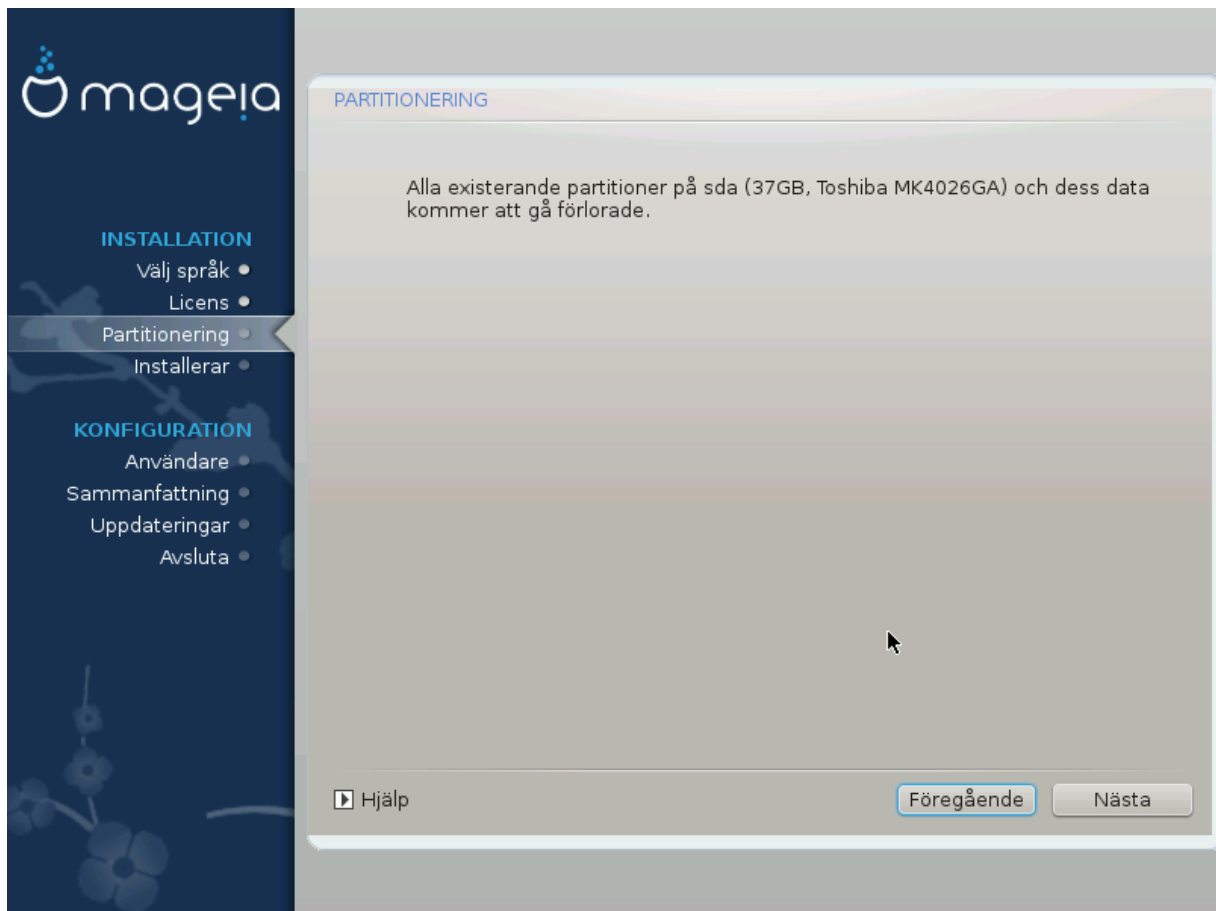 mageia
INSTALLATION
Välj språk
Licens
Partitionering
Installerar
KONFIGURATION
Användare
Sammanfattning
Uppdateringar
Avsluta
PARTITIONERING
Alla existerande partitioner på sda (37GB, Toshiba MK4026GA) och dess data
kommer att gå förlorade.
Hjälp
Föregående
Nästa